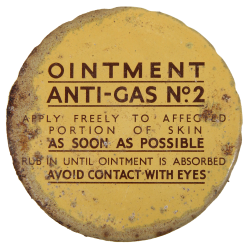 OINTMENT
ANTI-GAS Nº2
APPLY FREELY TO AFFECTED
PORTION OF SKIN
AS SOON AS POSSIBLE
RUB IN UNTIL OINTMENT IS ABSORBED
AVOID CONTACT WITH EYES